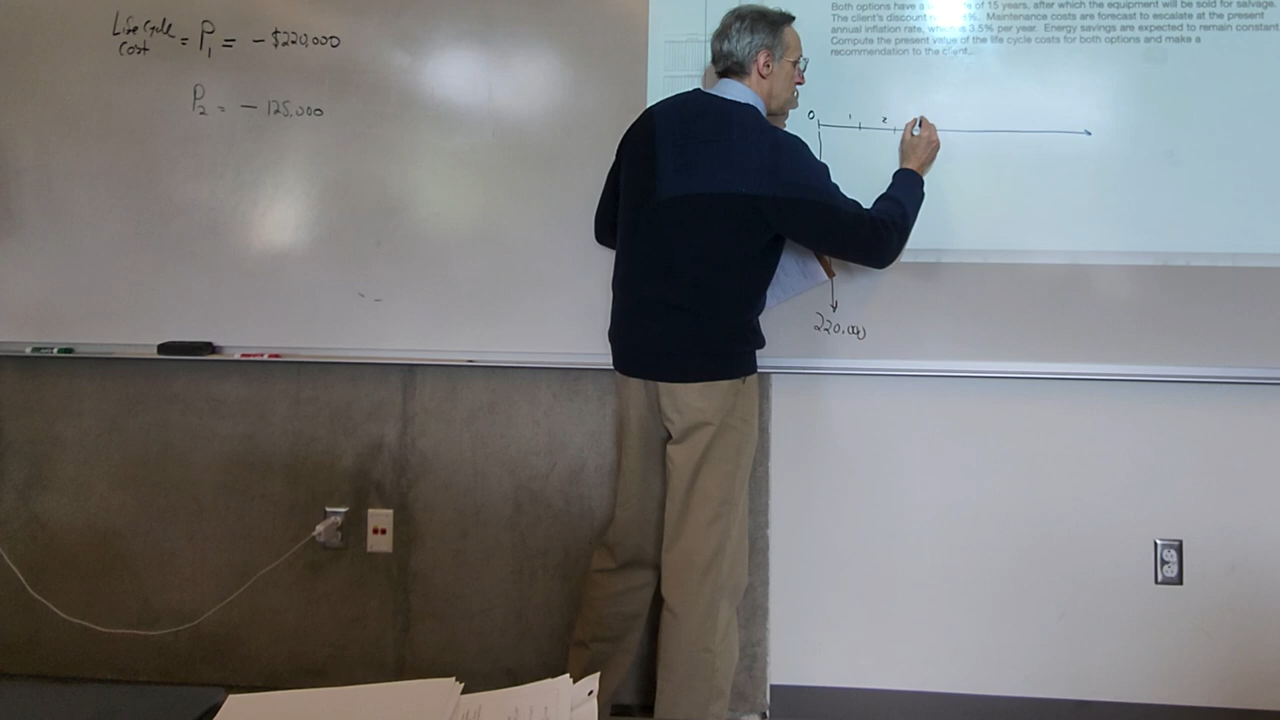 Life Cycle
Cost = P1 = - $220,000
P2 = - 125,000
Both options have a of 15 years, after which the equipment will be sold for salvage.
The client's discount %. Maintenance costs are forecast to escalate at the present
annual inflation rate, which is 3.5% per year. Energy savings are expected to remain constant.
Compute the present value of the life cycle costs for both options and make a
recommendation to the client.
0 1 2
220,000